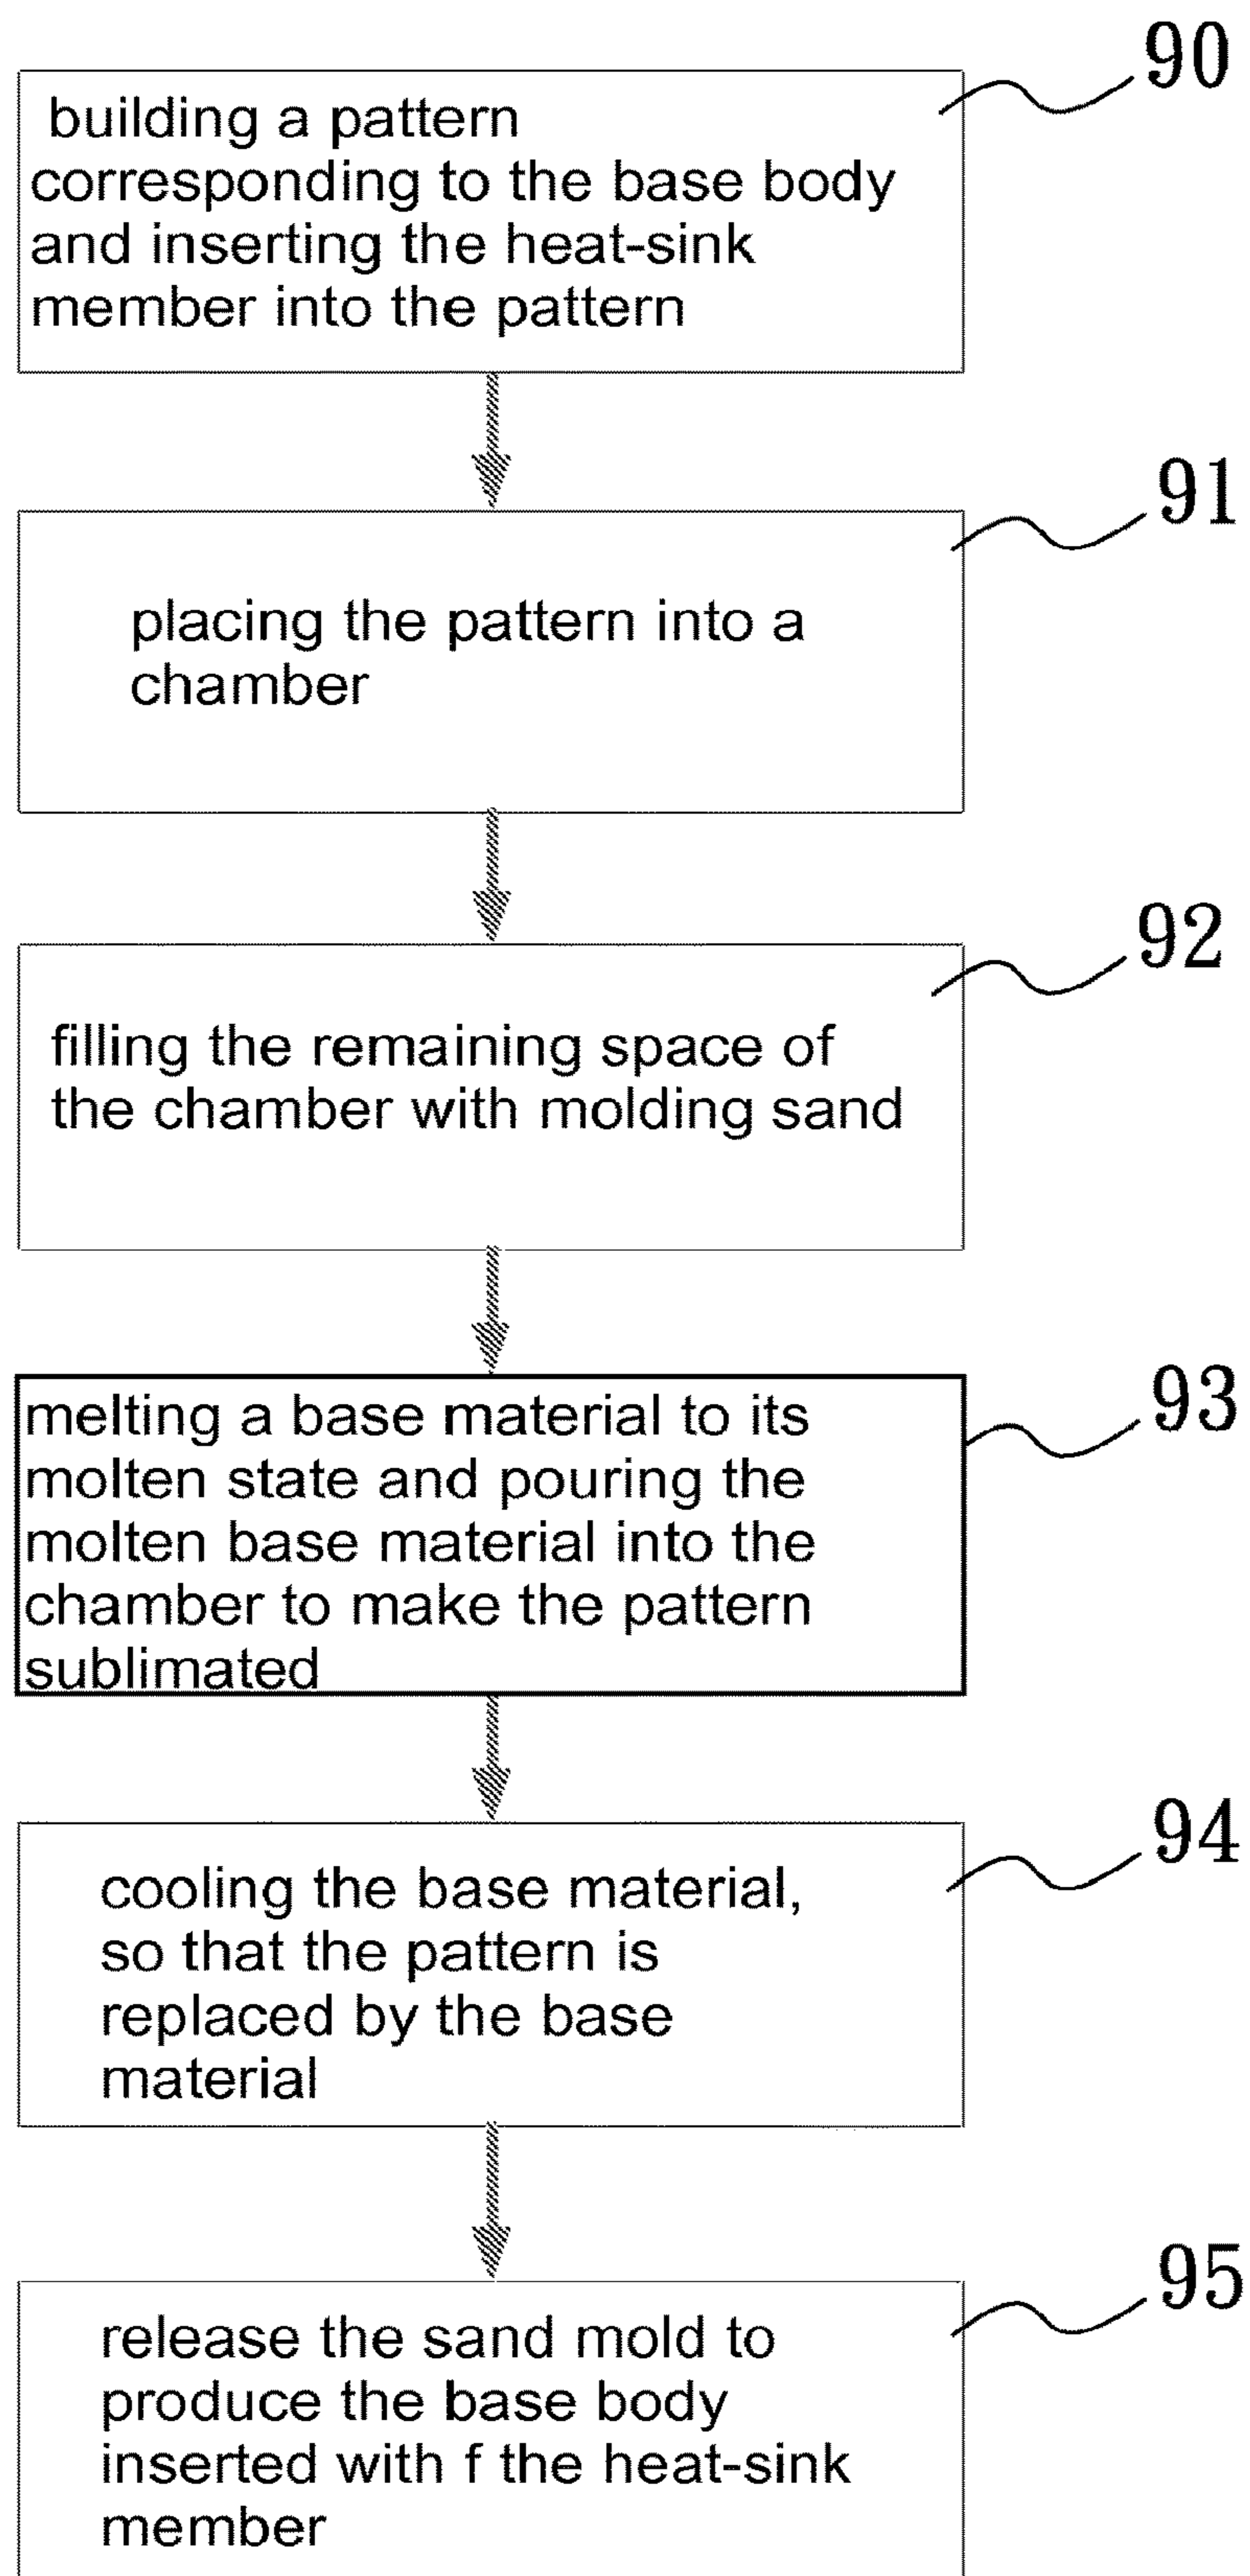 90
building a pattern
corresponding to the base body
and inserting the heat-sink
member into the pattern
91
placing the pattern into a
chamber
92
filling the remaining space of
the chamber with molding sand
93
melting a base material to its
molten state and pouring the
molten base material into the
chamber to make the pattern
sublimated
94
cooling the base material,
so that the pattern is
replaced by the base
material
95
release the sand mold to
produce the base body
inserted with f the heat-sink
member